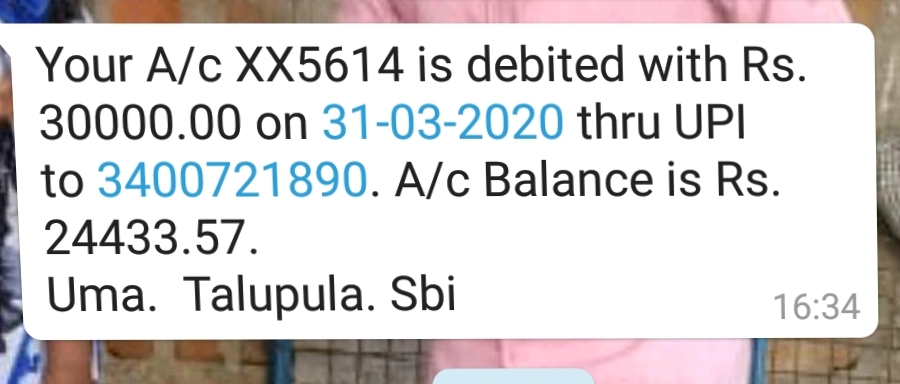 Your A/c XX5614 is debited with Rs.
30000.00 on 31-03-2020 thru UPI
to 3400721890. A/c Balance is Rs.
24433.57.
Uma.  Talupula. Sbi
16:34